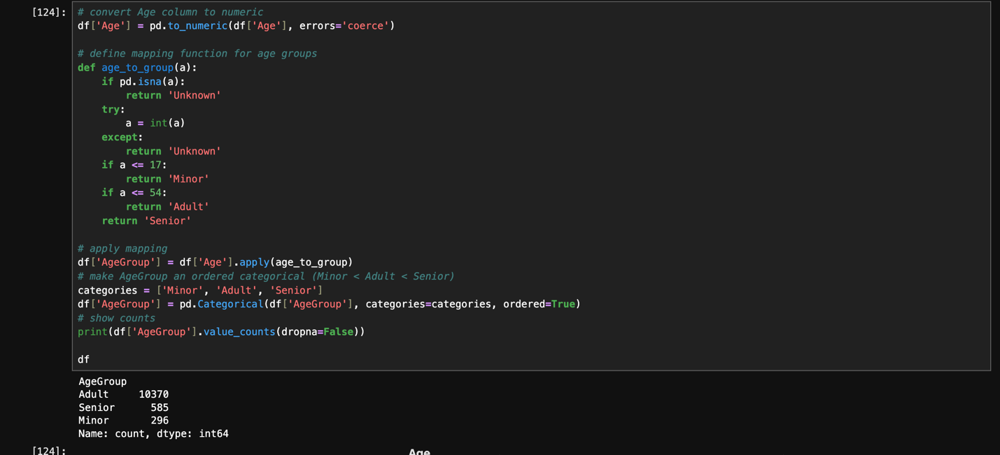 [124]:
# convert Age column to numeric
df['Age'] = pd.to_numeric(df['Age'], errors='coerce')
# define mapping function for age groups
def age_to_group(a):
    if pd.isna(a):
        return 'Unknown'
    try:
        a = int(a)
    except:
        return 'Unknown'
    if a <= 17:
        return 'Minor'
    if a <= 54:
        return 'Adult'
    return 'Senior'
# apply mapping
df['AgeGroup'] = df['Age'].apply(age_to_group)
# make AgeGroup an ordered categorical (Minor < Adult < Senior)
categories = ['Minor', 'Adult', 'Senior']
df['AgeGroup'] = pd.Categorical(df['AgeGroup'], categories=categories, ordered=True)
# show counts
print(df['AgeGroup'].value_counts(dropna=False))
df
AgeGroup
Adult     10370
Senior      585
Minor       296
Name: count, dtype: int64
[124]:
Age